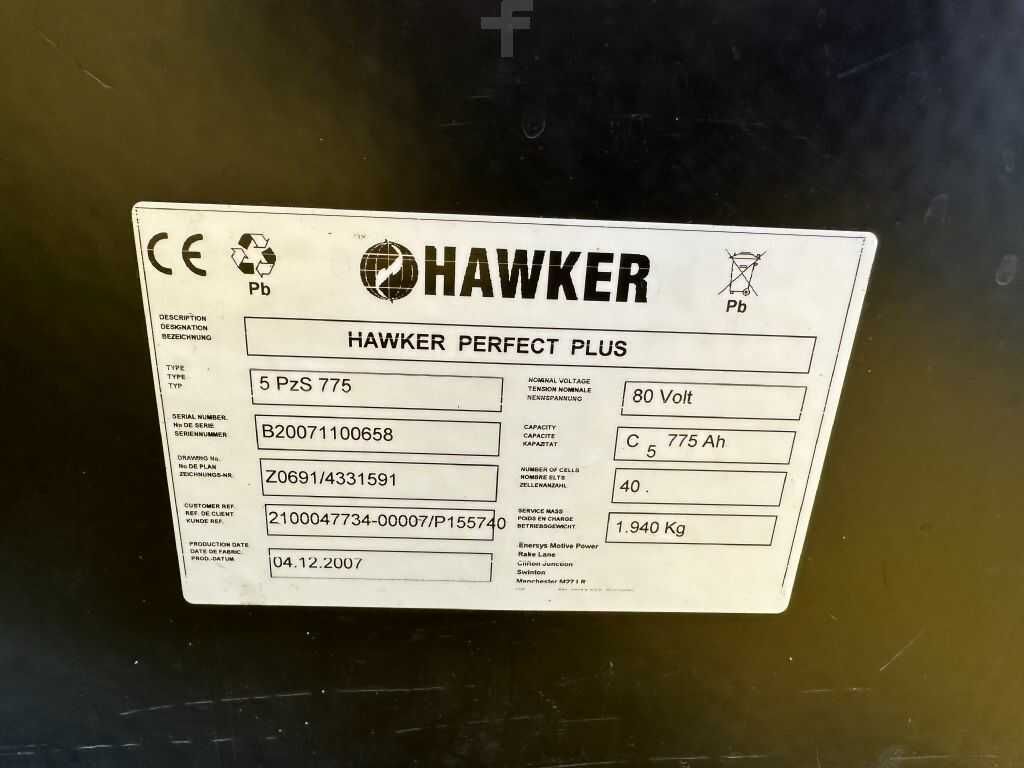 f
CE
Pb
HAWKER
Pb
DESCRIPTION
DESIGNATION
BEZEICHNUNG
HAWKER PERFECT PLUS
TYPE
TYPE
TYP
5 PzS 775
NOMINAL VOLTAGE
TENSION NOMINALE
NENNSPANNUNG
80 Volt
SERIAL NUMBER.
No DE SERIE
SERIENNUMMER
B20071100658
CAPACITY
CAPACITE
KAPAZITAT
C 5 775 Ah
DRAWING No.
No DE PLAN
ZEICHNUNGS-NR.
Z0691/4331591
NUMBER OF CELLS
NOMBRE ELTS
ZELLENANZAHL
40 .
CUSTOMER REF.
REF. DE CLIENT
KUNDE REF.
2100047734-00007/P155740
SERVICE MASS
POIDS EN CHARGE
BETRIEBSGEWICHT
1.940 Kg
PRODUCTION DATE
DATE DE FABRIC.
PROD.-DATUM
04.12.2007
Enersys Motive Power
Rake Lane
Clifton Junction
Swinton
Manchester M27